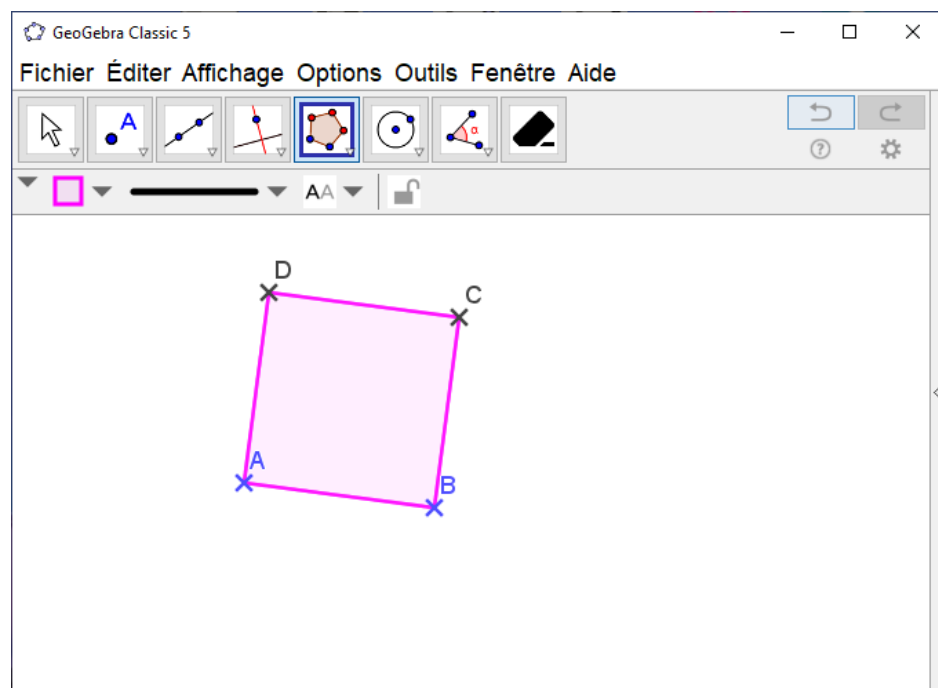 GeoGebra Classic 5
Fichier Éditer Affichage Options Outils Fenêtre Aide
A
α
AA
D
C
A
B